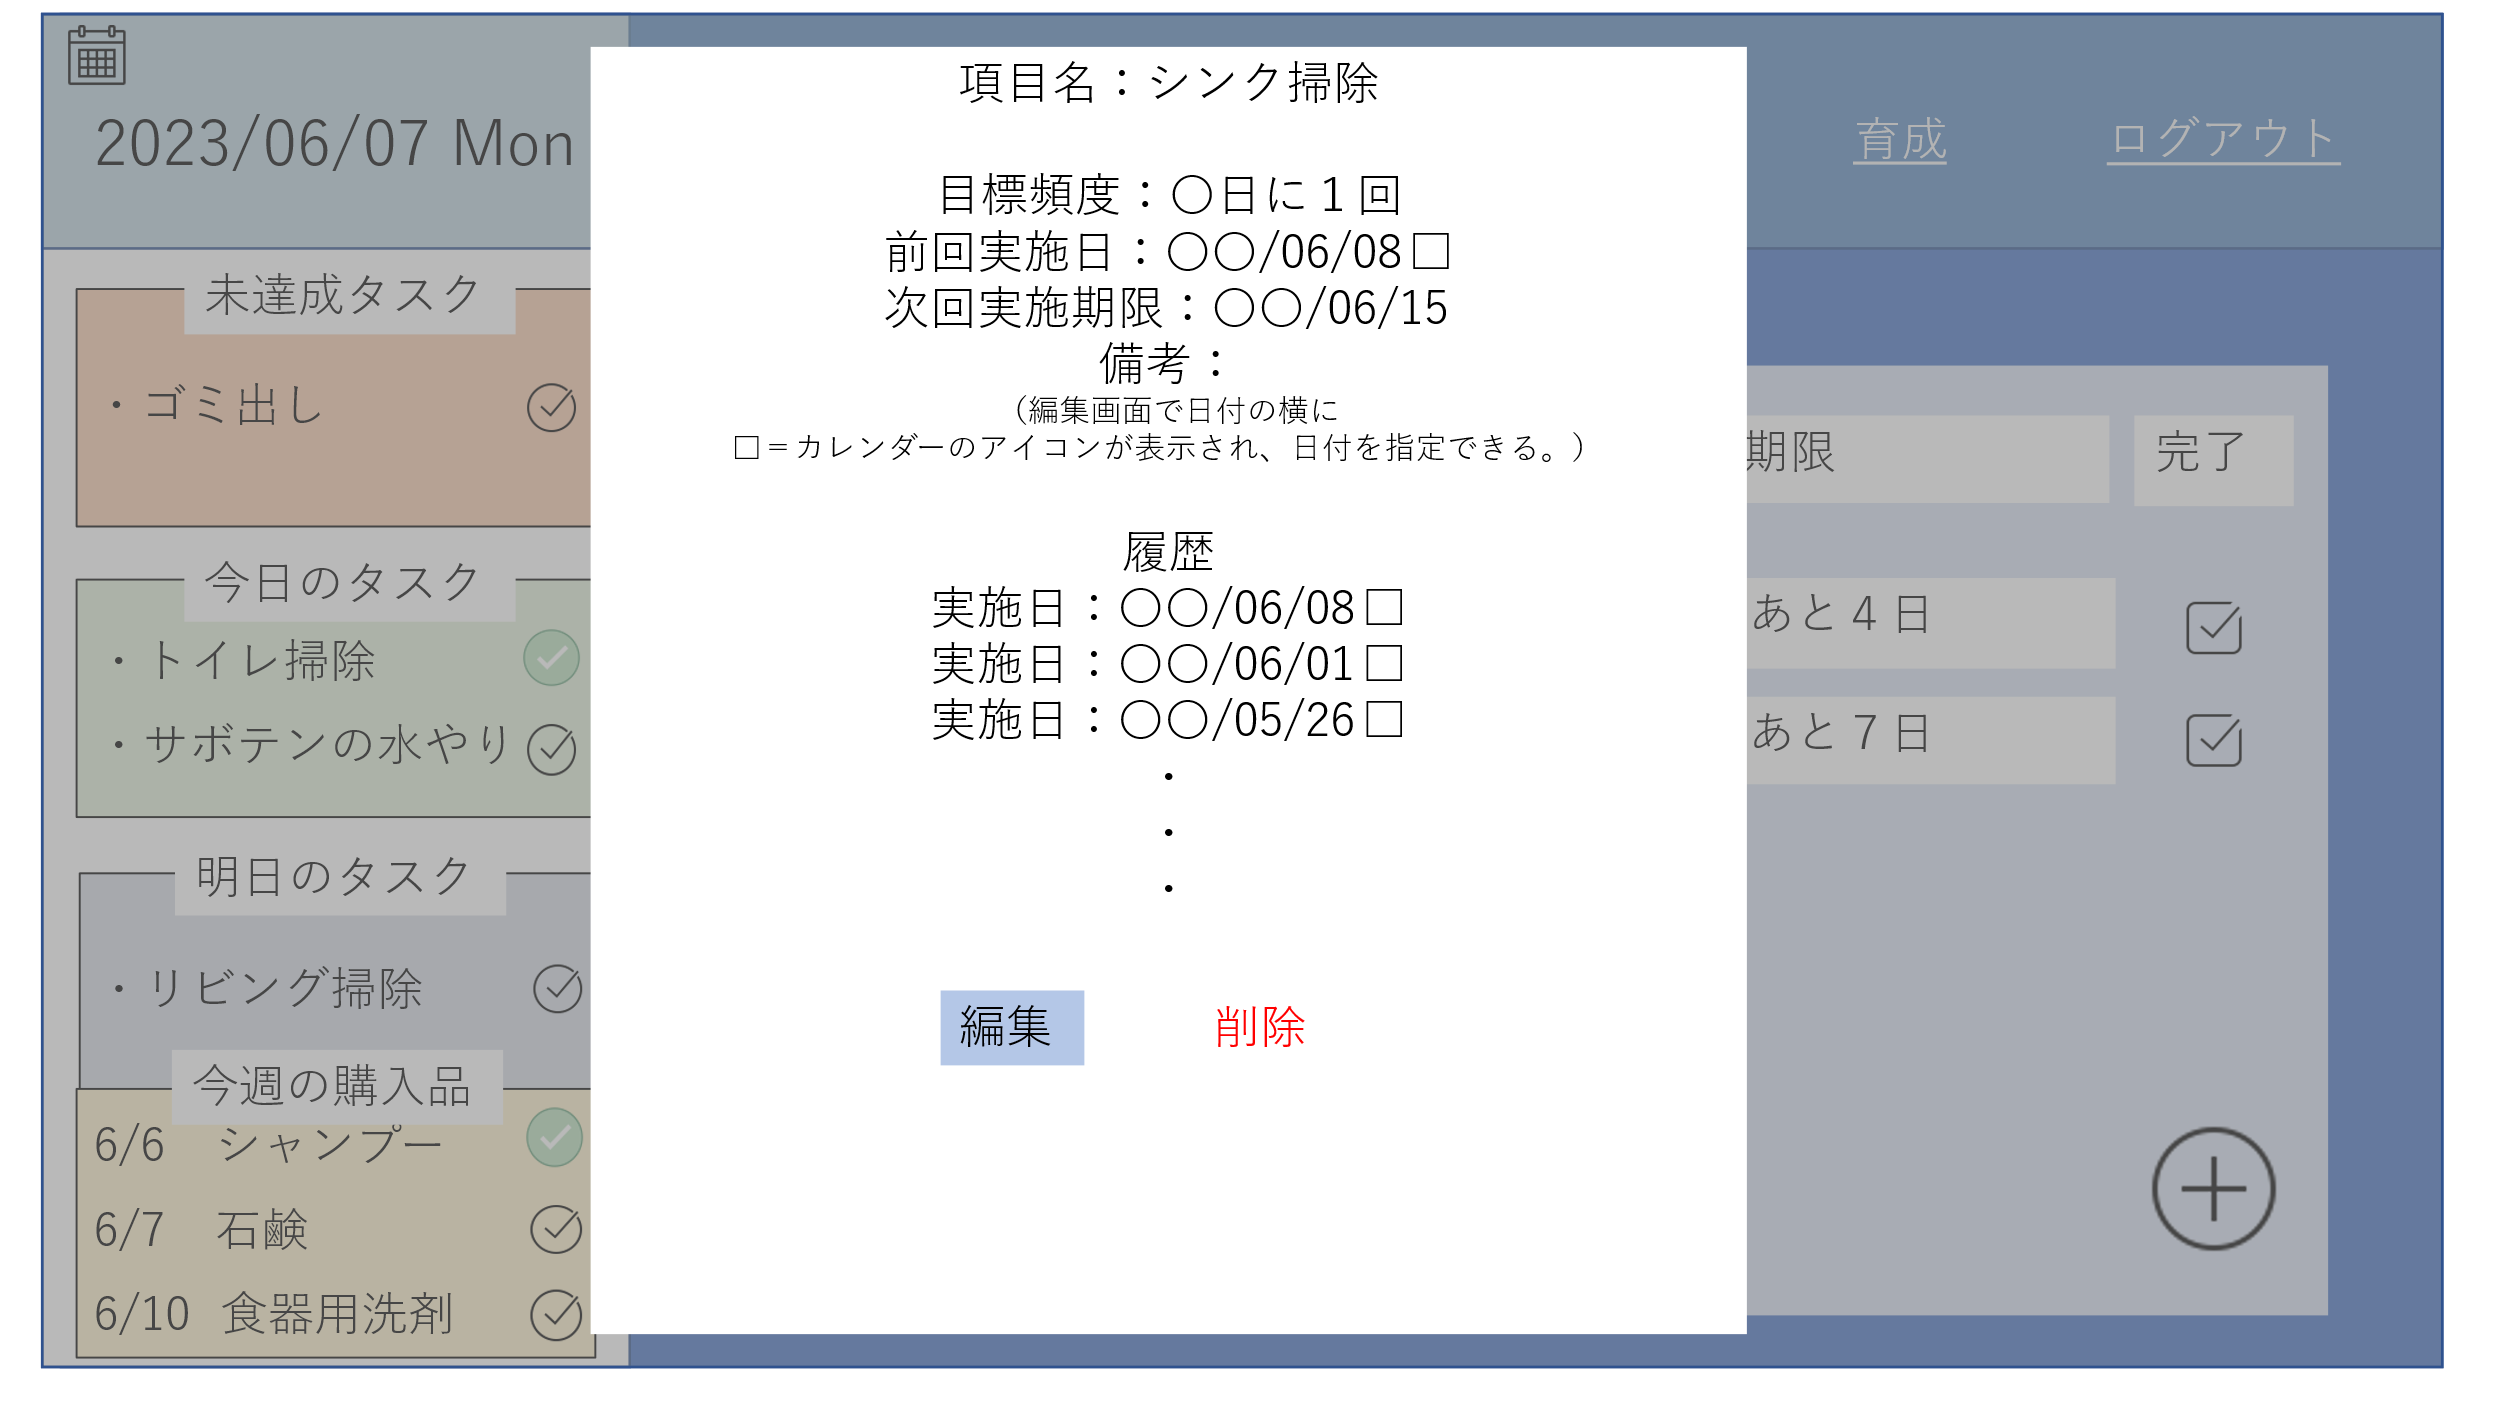 2023/06/07 Mon
育成
ログアウト
未達成タスク
・ゴミ出し
今日のタスク
・トイレ掃除
・サボテンの水やり
明日のタスク
・リビング掃除
今週の購入品
6/6 シャンプー
6/7 石鹸
6/10 食器用洗剤
項目名：シンク掃除
目標頻度：〇日に１回
前回実施日：〇〇/06/08□
次回実施期限：〇〇/06/15
備考：
（編集画面で日付の横に
□＝カレンダーのアイコンが表示され、日付を指定できる。）
履歴
実施日：〇〇/06/08□
実施日：〇〇/06/01□
実施日：〇〇/05/26□
・
・
・
編集
削除
期限
完了
あと４日
あと７日